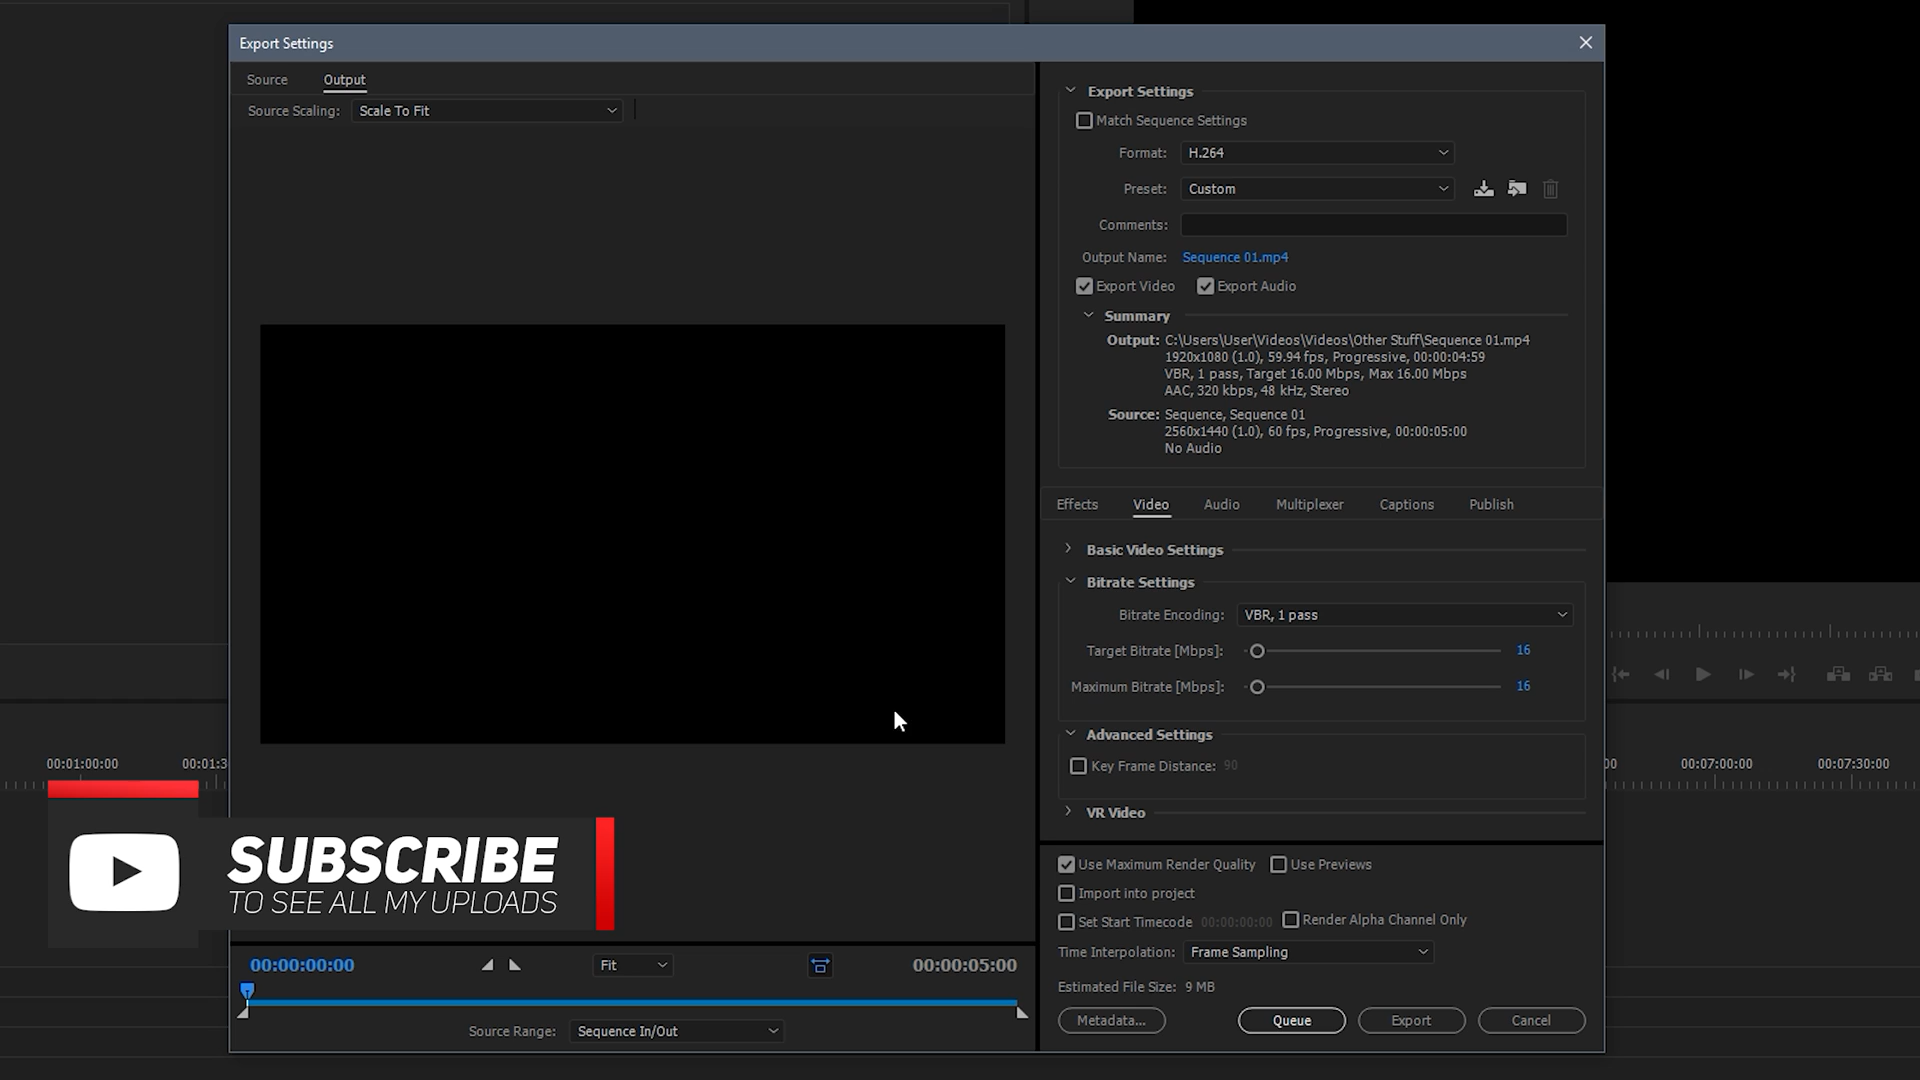 Export Settings
Source Output
Source Scaling: Scale To Fit
Export Settings
Match Sequence Settings
Format: H.264
Preset: Custom
Comments:
Output Name: Sequence 01.mp4
Export Video Export Audio
Summary
Output: C:\Users\User\Videos\Videos\Other Stuff\Sequence 01.mp4
1920x1080 (1.0), 59.94 fps, Progressive, 00:00:04:59
VBR, 1 pass, Target 16.00 Mbps, Max 16.00 Mbps
AAC, 320 kbps, 48 kHz, Stereo
Source: Sequence, Sequence 01
2560x1440 (1.0), 60 fps, Progressive, 00:00:05:00
No Audio
Effects Video Audio Multiplexer Captions Publish
Basic Video Settings
Bitrate Settings
Bitrate Encoding: VBR, 1 pass
Target Bitrate [Mbps]: 16
Maximum Bitrate [Mbps]: 16
Advanced Settings
Key Frame Distance: 90
VR Video
Use Maximum Render Quality Use Previews
Import into project
Set Start Timecode 00:00:00:00 Render Alpha Channel Only
Time Interpolation: Frame Sampling
Estimated File Size: 9 MB
Metadata... Queue Export Cancel
00:01:00:00 00:01:3
SUBSCRIBE
TO SEE ALL MY UPLOADS
00:00:00:00 Fit 00:00:05:00
Source Range: Sequence In/Out
00 00:07:00:00 00:07:30:00